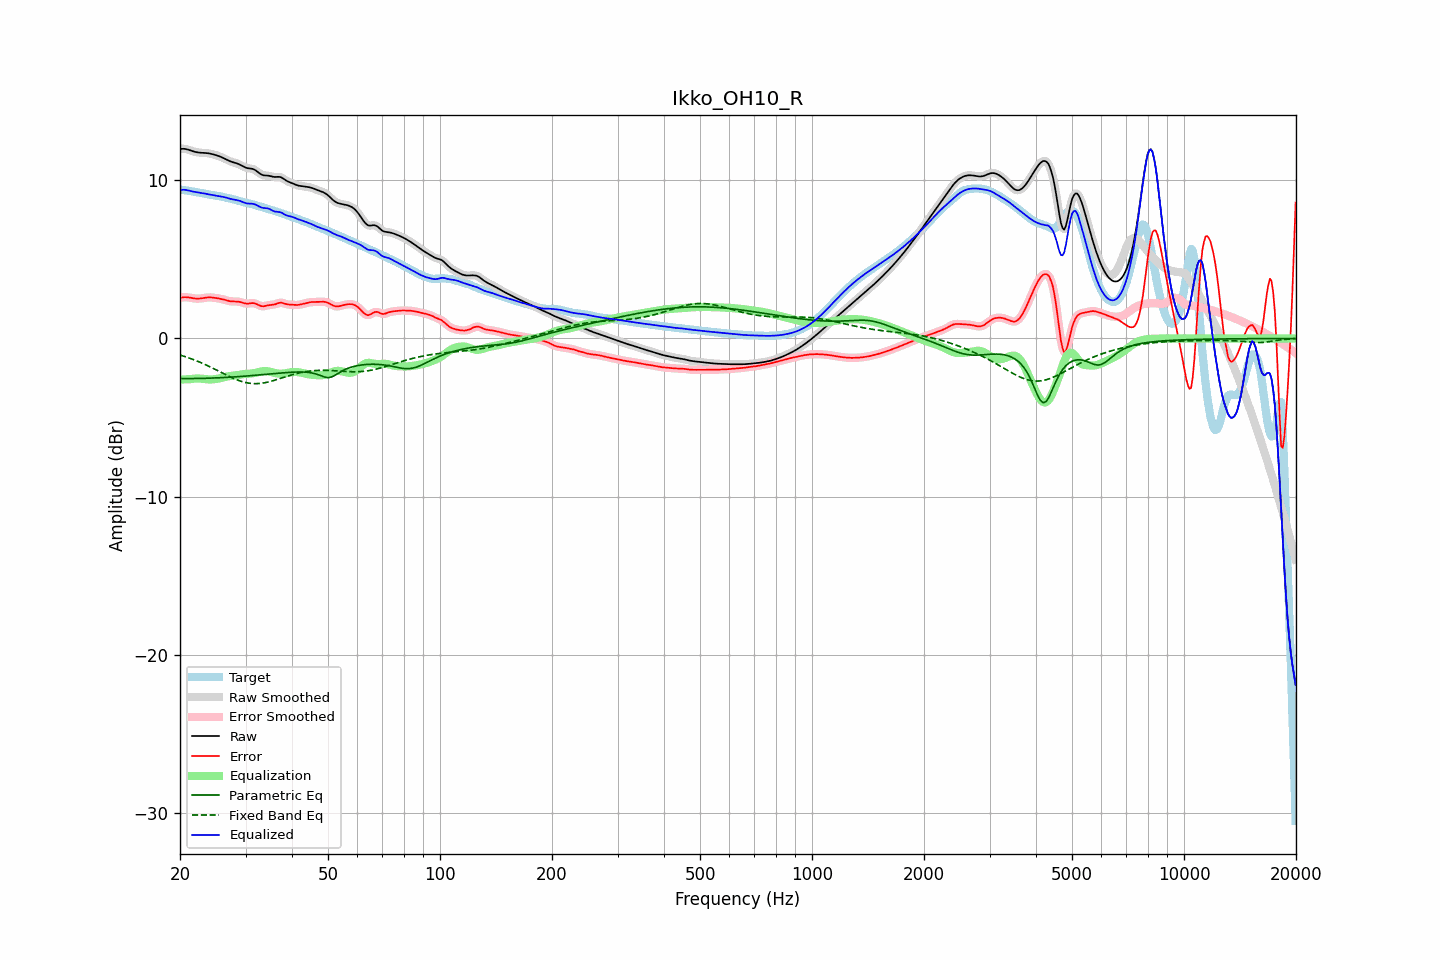 Ikko_OH10_R
10
0
−10
−20
−30
Amplitude (dBr)
Target
Raw Smoothed
Error Smoothed
Raw
Error
Equalization
Parametric Eq
Fixed Band Eq
Equalized
20 50 100 200 500 1000 2000 5000 10000 20000
Frequency (Hz)